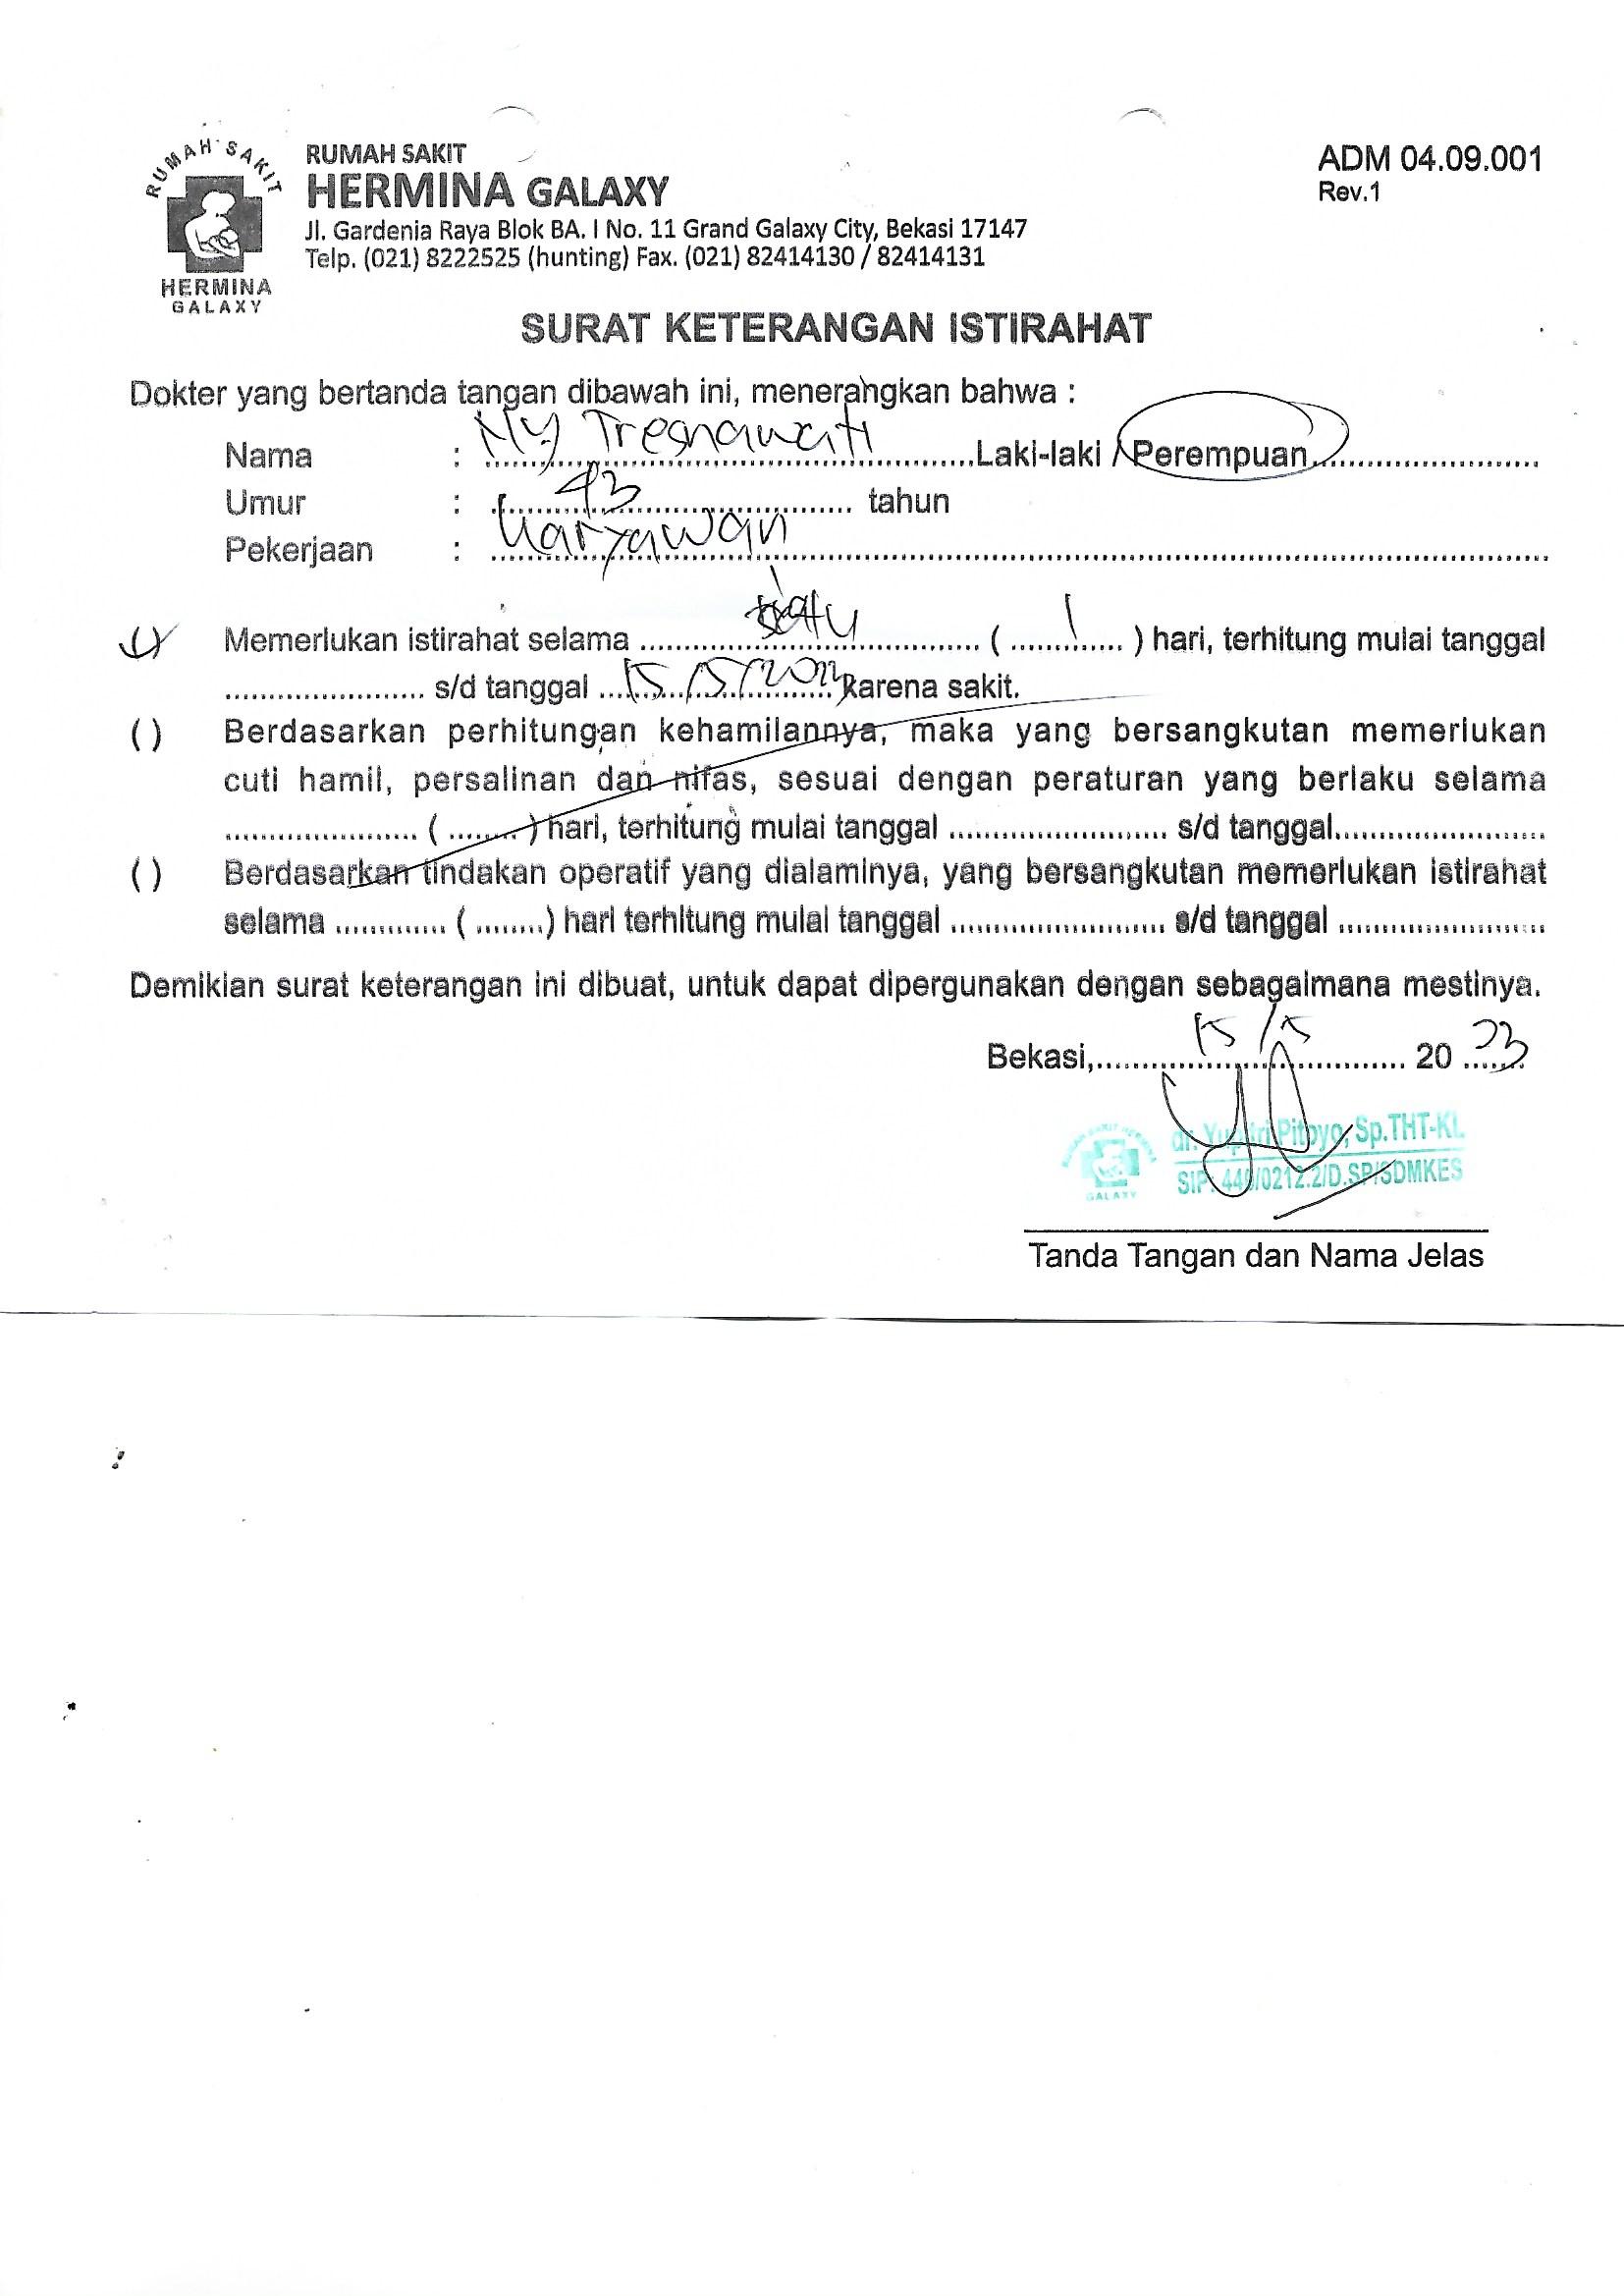 RUMAH SAKIT
HERMINA
GALAXY
RUMAH SAKIT
HERMINA GALAXY
Jl. Gardenia Raya Blok BA. I No. 11 Grand Galaxy City, Bekasi 17147
Telp. (021) 8222525 (hunting) Fax. (021) 82414130 / 82414131
ADM 04.09.001
Rev.1
SURAT KETERANGAN ISTIRAHAT
Dokter yang bertanda tangan dibawah ini, menerangkan bahwa :
Nama : Ny Tresnawati Laki-laki / Perempuan
Umur : 43 tahun
Pekerjaan : Karyawan
(✓) Memerlukan istirahat selama satu ( 1 ) hari, terhitung mulai tanggal
.................... s/d tanggal 15/5/2023 karena sakit.
( ) Berdasarkan perhitungan kehamilannya, maka yang bersangkutan memerlukan
cuti hamil, persalinan dan nifas, sesuai dengan peraturan yang berlaku selama
.................... ( ........ ) hari, terhitung mulai tanggal ........................ s/d tanggal........................
( ) Berdasarkan tindakan operatif yang dialaminya, yang bersangkutan memerlukan istirahat
selama ............. ( ........) hari terhitung mulai tanggal ........................ s/d tanggal ........................
Demikian surat keterangan ini dibuat, untuk dapat dipergunakan dengan sebagaimana mestinya.
Bekasi, 15/5 20 23
GALAXY
dr. Pitoyo, Sp.THT-KL
SIP: 440/0212.2/D.SP/SDMKES
Tanda Tangan dan Nama Jelas